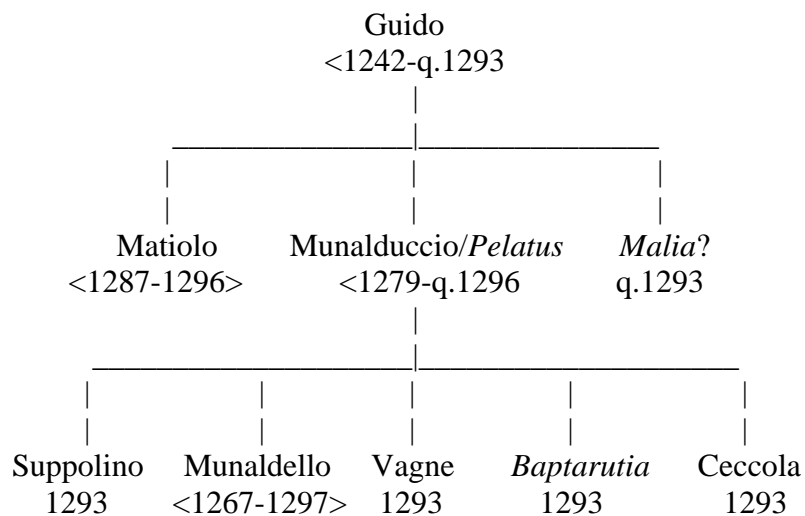 Guido
<1242-q.1293
Matiolo Munalduccio/Pelatus Malia?
<1287-1296> <1279-q.1296 q.1293
Suppolino Munaldello Vagne Baptarutia Ceccola
1293 <1267-1297> 1293 1293 1293